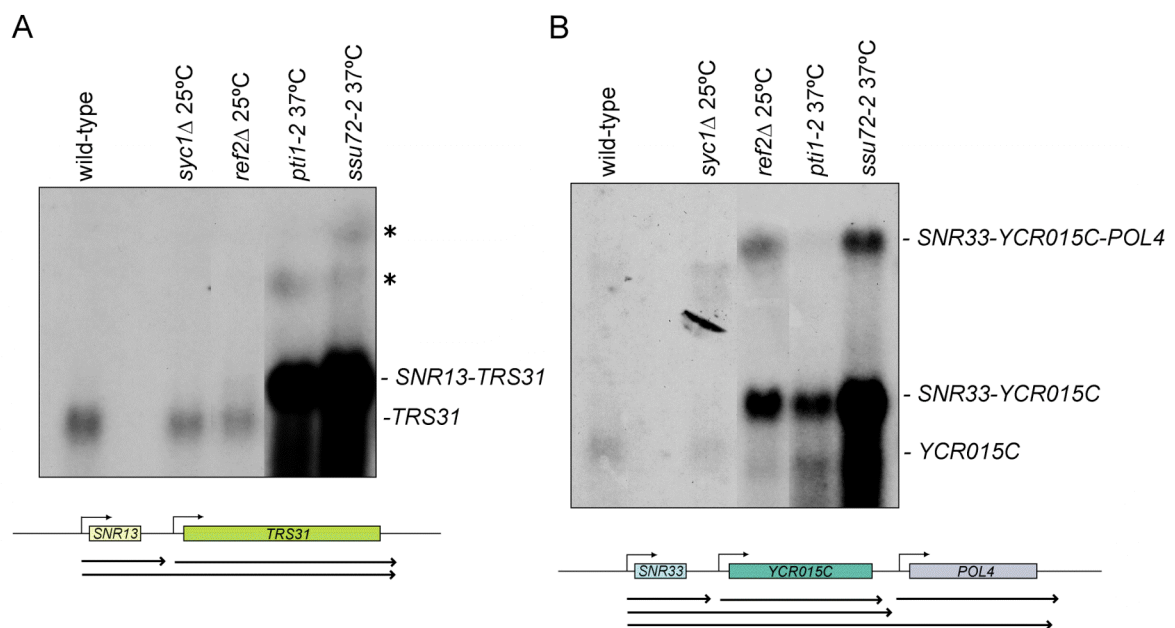 A
wild-type
syc1Δ 25ºC
ref2Δ 25ºC
pti1-2 37ºC
ssu72-2 37ºC
*
*
- SNR13-TRS31
-TRS31
SNR13
TRS31
B
wild-type
syc1Δ 25ºC
ref2Δ 25ºC
pti1-2 37ºC
ssu72-2 37ºC
- SNR33-YCR015C-POL4
- SNR33-YCR015C
- YCR015C
SNR33
YCR015C
POL4